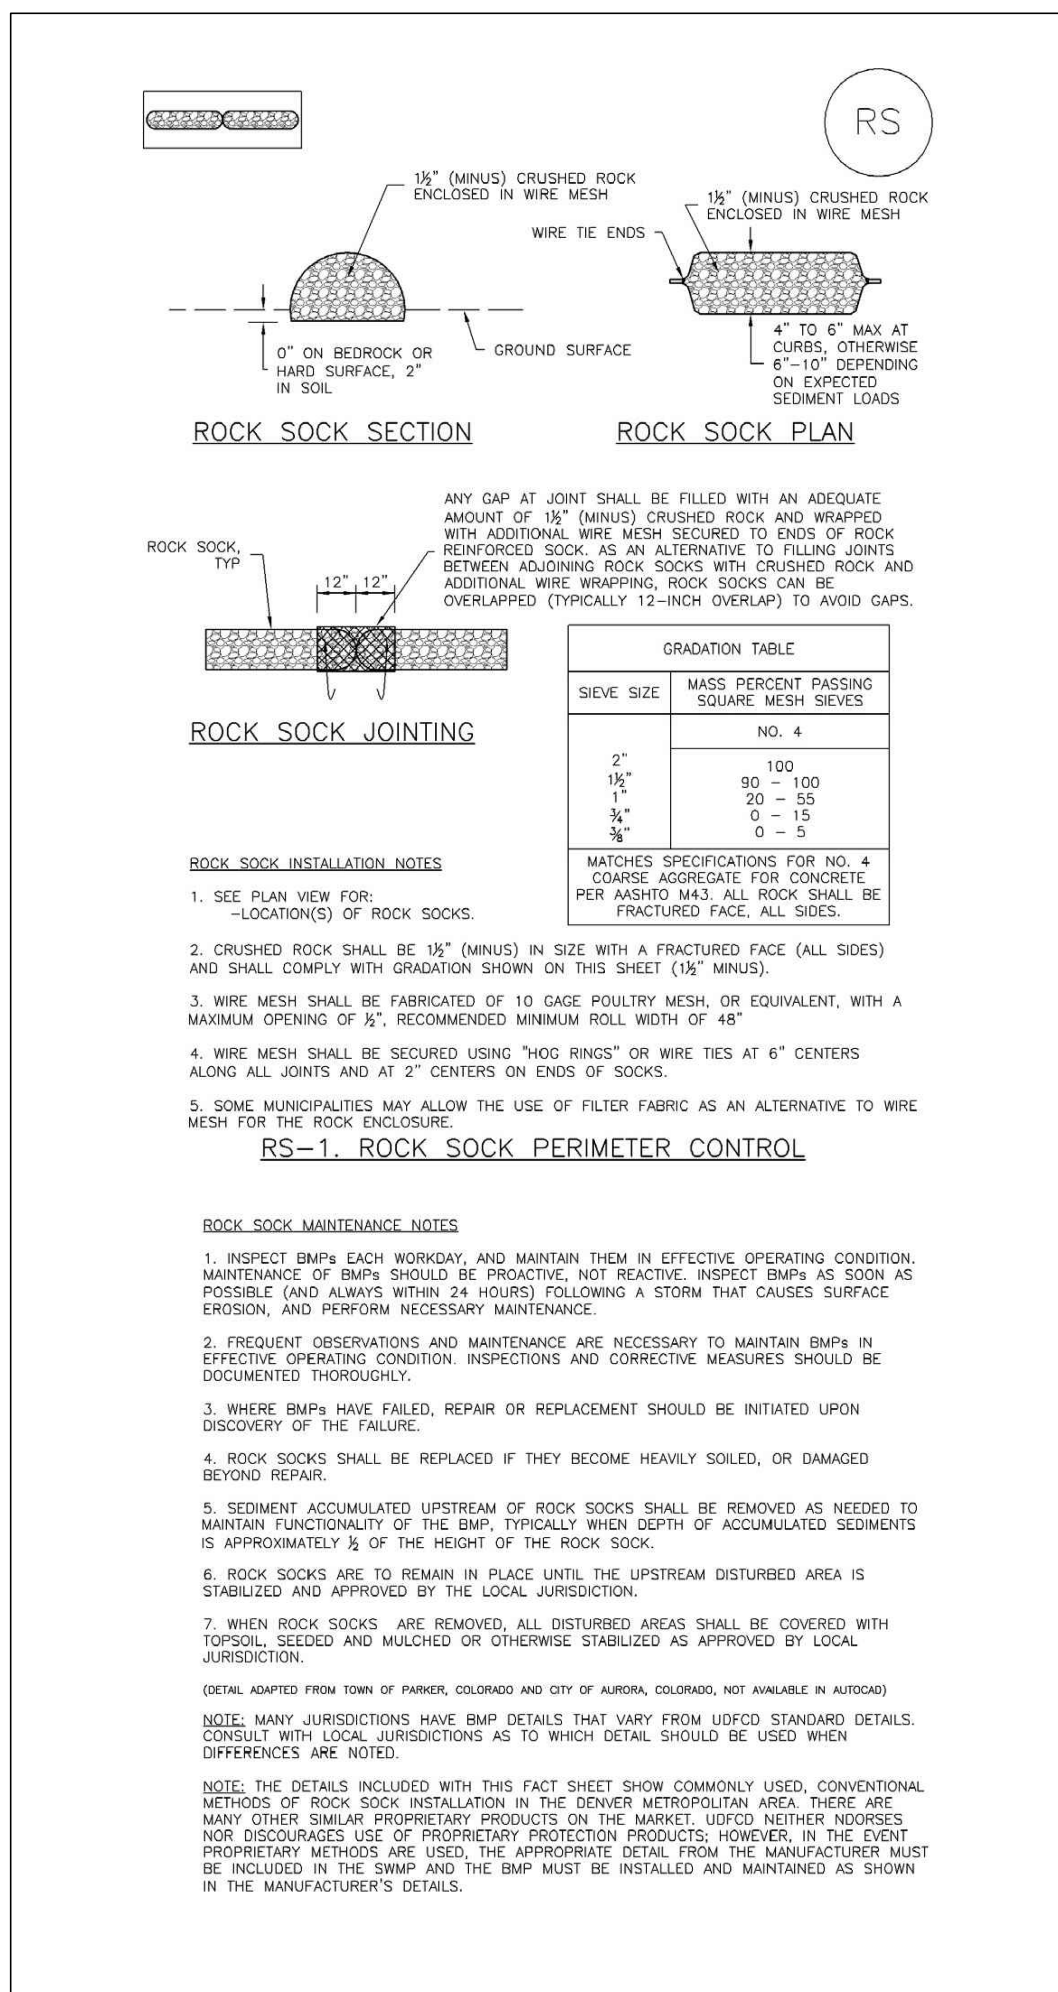 RS
1½" (MINUS) CRUSHED ROCK
ENCLOSED IN WIRE MESH
1½" (MINUS) CRUSHED ROCK
ENCLOSED IN WIRE MESH
WIRE TIE ENDS
0" ON BEDROCK OR
HARD SURFACE, 2"
IN SOIL
GROUND SURFACE
4" TO 6" MAX AT
CURBS, OTHERWISE
6"-10" DEPENDING
ON EXPECTED
SEDIMENT LOADS
ROCK SOCK SECTION
ROCK SOCK PLAN
ANY GAP AT JOINT SHALL BE FILLED WITH AN ADEQUATE
AMOUNT OF 1½" (MINUS) CRUSHED ROCK AND WRAPPED
WITH ADDITIONAL WIRE MESH SECURED TO ENDS OF ROCK
REINFORCED SOCK. AS AN ALTERNATIVE TO FILLING JOINTS
BETWEEN ADJOINING ROCK SOCKS WITH CRUSHED ROCK AND
ADDITIONAL WIRE WRAPPING, ROCK SOCKS CAN BE
OVERLAPPED (TYPICALLY 12-INCH OVERLAP) TO AVOID GAPS.
ROCK SOCK,
TYP
12" 12"
ROCK SOCK JOINTING
GRADATION TABLE
SIEVE SIZE
MASS PERCENT PASSING
SQUARE MESH SIEVES
NO. 4
2" 100
1½" 90 - 100
1" 20 - 55
¾" 0 - 15
⅜" 0 - 5
MATCHES SPECIFICATIONS FOR NO. 4
COARSE AGGREGATE FOR CONCRETE
PER AASHTO M43. ALL ROCK SHALL BE
FRACTURED FACE, ALL SIDES.
ROCK SOCK INSTALLATION NOTES
1. SEE PLAN VIEW FOR:
-LOCATION(S) OF ROCK SOCKS.
2. CRUSHED ROCK SHALL BE 1½" (MINUS) IN SIZE WITH A FRACTURED FACE (ALL SIDES)
AND SHALL COMPLY WITH GRADATION SHOWN ON THIS SHEET (1½" MINUS).
3. WIRE MESH SHALL BE FABRICATED OF 10 GAGE POULTRY MESH, OR EQUIVALENT, WITH A
MAXIMUM OPENING OF ½", RECOMMENDED MINIMUM ROLL WIDTH OF 48"
4. WIRE MESH SHALL BE SECURED USING "HOG RINGS" OR WIRE TIES AT 6" CENTERS
ALONG ALL JOINTS AND AT 2" CENTERS ON ENDS OF SOCKS.
5. SOME MUNICIPALITIES MAY ALLOW THE USE OF FILTER FABRIC AS AN ALTERNATIVE TO WIRE
MESH FOR THE ROCK ENCLOSURE.
RS-1. ROCK SOCK PERIMETER CONTROL
ROCK SOCK MAINTENANCE NOTES
1. INSPECT BMPs EACH WORKDAY, AND MAINTAIN THEM IN EFFECTIVE OPERATING CONDITION.
MAINTENANCE OF BMPs SHOULD BE PROACTIVE, NOT REACTIVE. INSPECT BMPs AS SOON AS
POSSIBLE (AND ALWAYS WITHIN 24 HOURS) FOLLOWING A STORM THAT CAUSES SURFACE
EROSION, AND PERFORM NECESSARY MAINTENANCE.
2. FREQUENT OBSERVATIONS AND MAINTENANCE ARE NECESSARY TO MAINTAIN BMPs IN
EFFECTIVE OPERATING CONDITION. INSPECTIONS AND CORRECTIVE MEASURES SHOULD BE
DOCUMENTED THOROUGHLY.
3. WHERE BMPs HAVE FAILED, REPAIR OR REPLACEMENT SHOULD BE INITIATED UPON
DISCOVERY OF THE FAILURE.
4. ROCK SOCKS SHALL BE REPLACED IF THEY BECOME HEAVILY SOILED, OR DAMAGED
BEYOND REPAIR.
5. SEDIMENT ACCUMULATED UPSTREAM OF ROCK SOCKS SHALL BE REMOVED AS NEEDED TO
MAINTAIN FUNCTIONALITY OF THE BMP, TYPICALLY WHEN DEPTH OF ACCUMULATED SEDIMENTS
IS APPROXIMATELY ½ OF THE HEIGHT OF THE ROCK SOCK.
6. ROCK SOCKS ARE TO REMAIN IN PLACE UNTIL THE UPSTREAM DISTURBED AREA IS
STABILIZED AND APPROVED BY THE LOCAL JURISDICTION.
7. WHEN ROCK SOCKS ARE REMOVED, ALL DISTURBED AREAS SHALL BE COVERED WITH
TOPSOIL, SEEDED AND MULCHED OR OTHERWISE STABILIZED AS APPROVED BY LOCAL
JURISDICTION.
(DETAIL ADAPTED FROM TOWN OF PARKER, COLORADO AND CITY OF AURORA, COLORADO, NOT AVAILABLE IN AUTOCAD)
NOTE: MANY JURISDICTIONS HAVE BMP DETAILS THAT VARY FROM UDFCD STANDARD DETAILS.
CONSULT WITH LOCAL JURISDICTIONS AS TO WHICH DETAIL SHOULD BE USED WHEN
DIFFERENCES ARE NOTED.
NOTE: THE DETAILS INCLUDED WITH THIS FACT SHEET SHOW COMMONLY USED, CONVENTIONAL
METHODS OF ROCK SOCK INSTALLATION IN THE DENVER METROPOLITAN AREA. THERE ARE
MANY OTHER SIMILAR PROPRIETARY PRODUCTS ON THE MARKET. UDFCD NEITHER NDORSES
NOR DISCOURAGES USE OF PROPRIETARY PROTECTION PRODUCTS; HOWEVER, IN THE EVENT
PROPRIETARY METHODS ARE USED, THE APPROPRIATE DETAIL FROM THE MANUFACTURER MUST
BE INCLUDED IN THE SWMP AND THE BMP MUST BE INSTALLED AND MAINTAINED AS SHOWN
IN THE MANUFACTURER'S DETAILS.